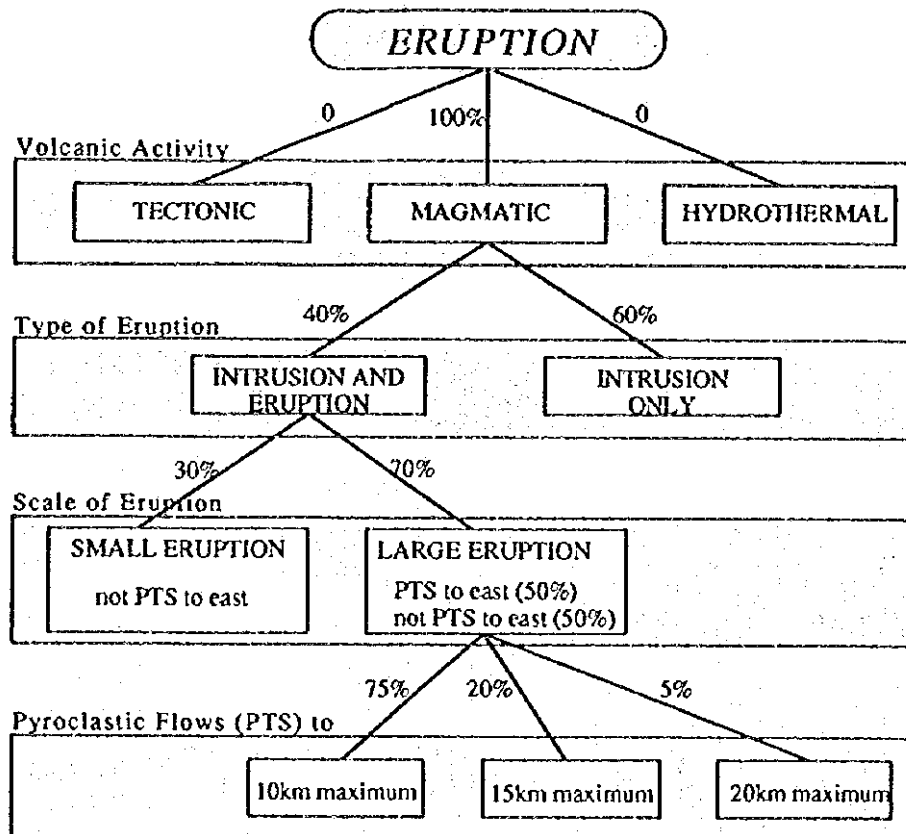 ERUPTION
0
100%
0
Volcanic Activity
TECTONIC
MAGMATIC
HYDROTHERMAL
40%
60%
Type of Eruption
INTRUSION AND
ERUPTION
INTRUSION
ONLY
30%
70%
Scale of Eruption
SMALL ERUPTION
not PTS to east
LARGE ERUPTION
PTS to east (50%)
not PTS to east (50%)
75%
20%
5%
Pyroclastic Flows (PTS) to
10km maximum
15km maximum
20km maximum